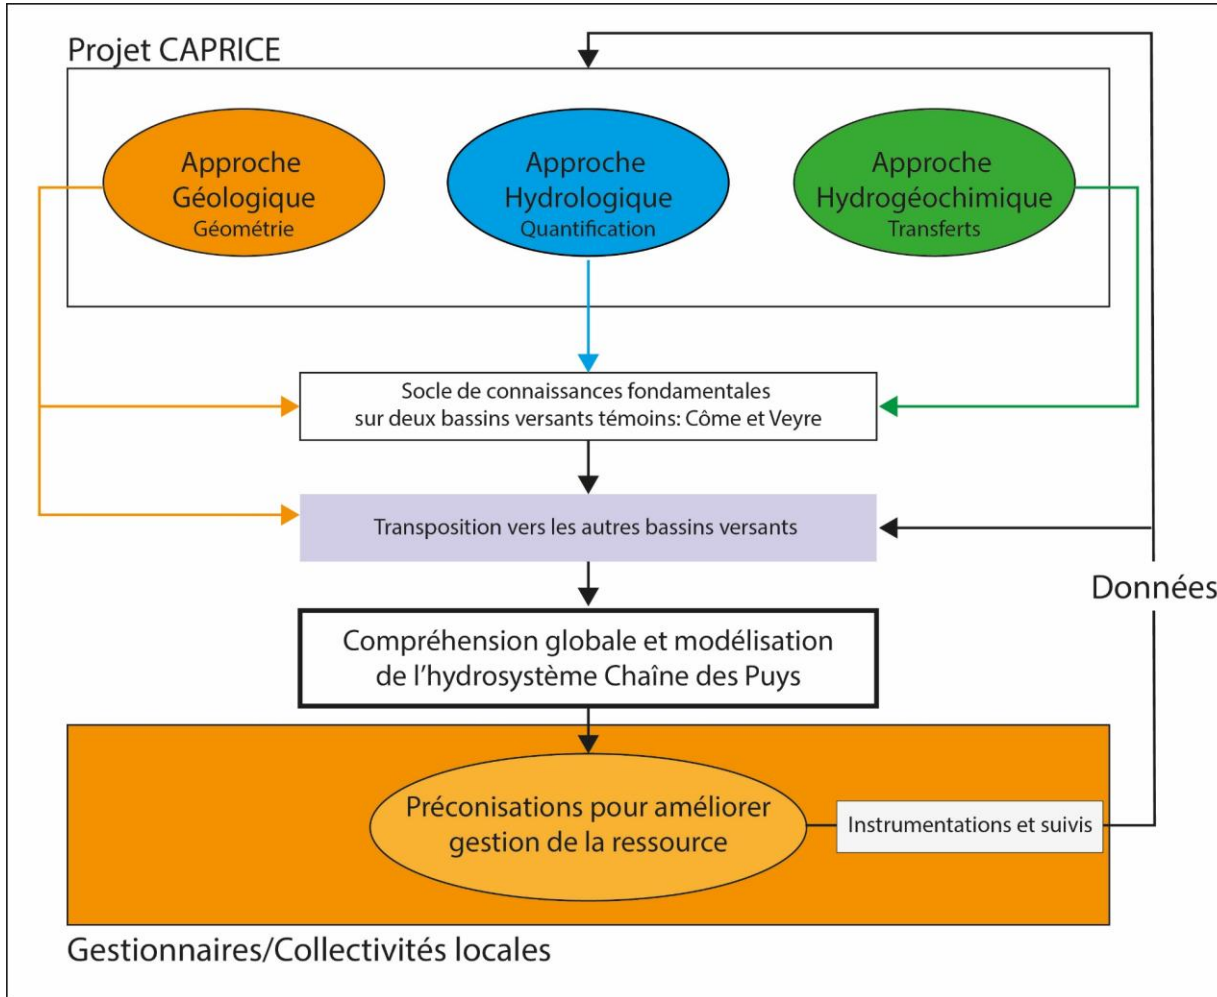 Projet CAPRICE
Approche
Géologique
Géométrie
Approche
Hydrologique
Quantification
Approche
Hydrogéochimique
Transferts
Socle de connaissances fondamentales
sur deux bassins versants témoins: Côme et Veyre
Transposition vers les autres bassins versants
Données
Compréhension globale et modélisation
de l'hydrosystème Chaîne des Puys
Préconisations pour améliorer
gestion de la ressource
Instrumentations et suivis
Gestionnaires/Collectivités locales